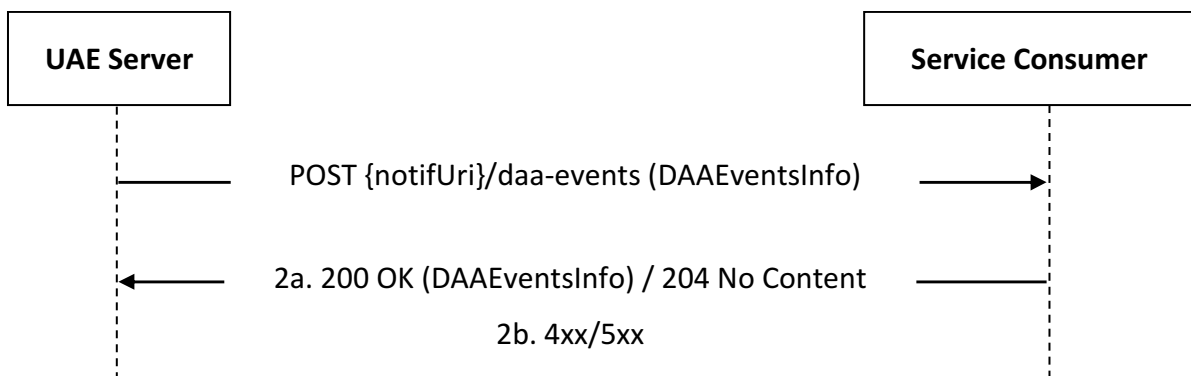 UAE Server
Service Consumer
POST {notifUri}/daa-events (DAAEventsInfo)
2a. 200 OK (DAAEventsInfo) / 204 No Content
2b. 4xx/5xx